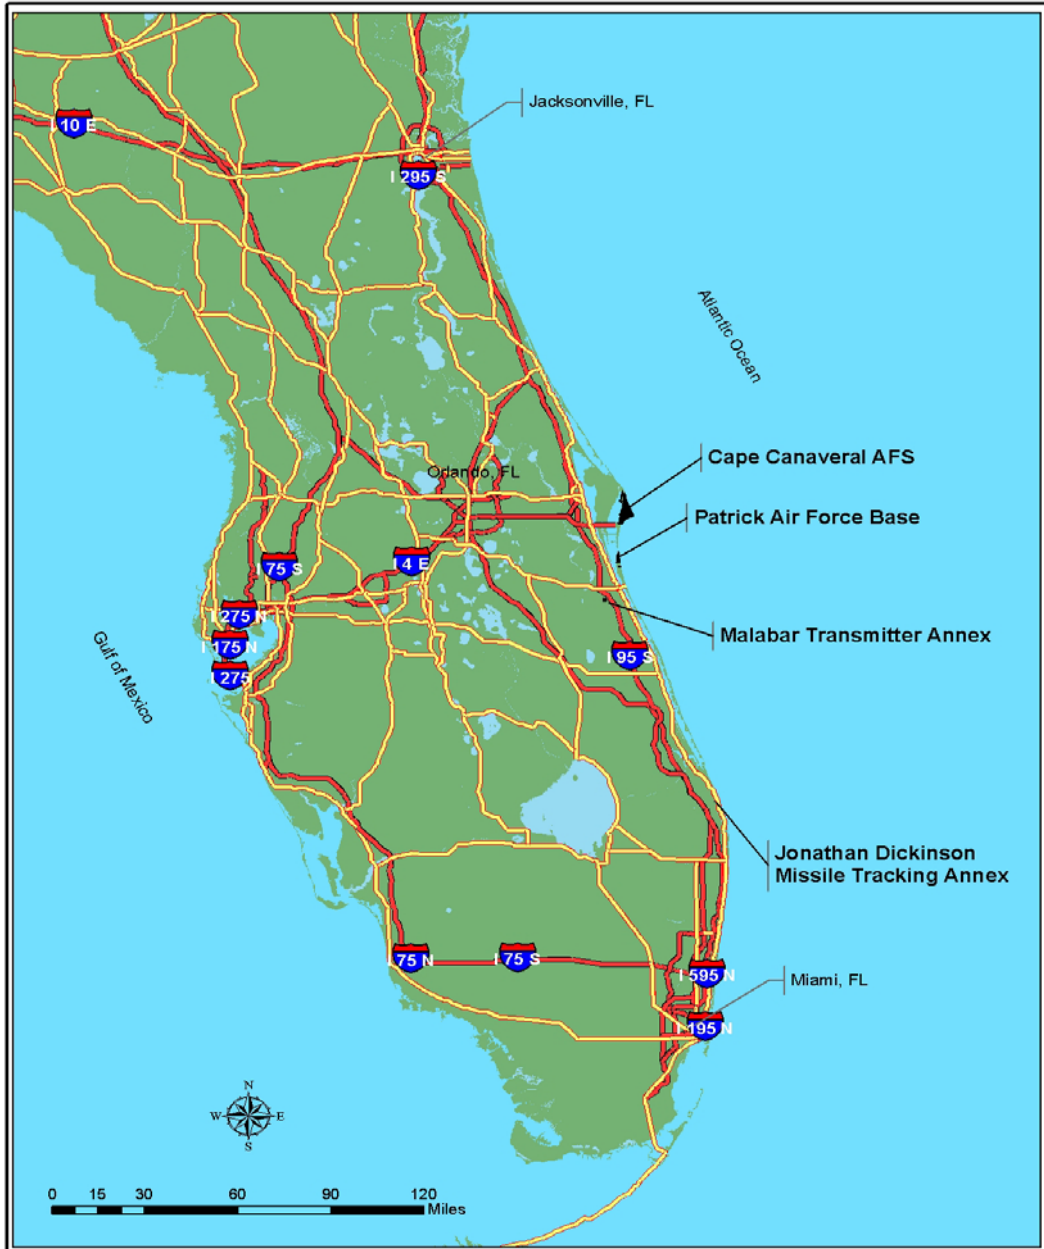 Jacksonville, FL
I 10 E
I 295 S
Atlantic Ocean
Cape Canaveral AFS
Orlando, FL
Patrick Air Force Base
I 4 E
I 75 S
I 275 N
Malabar Transmitter Annex
I 175 N
I 95 S
Gulf of Mexico
I 275
Jonathan Dickinson
Missile Tracking Annex
I 75 N
I 75 S
I 595 N
Miami, FL
I 195 N
N
W E
S
0 15 30 60 90 120
Miles